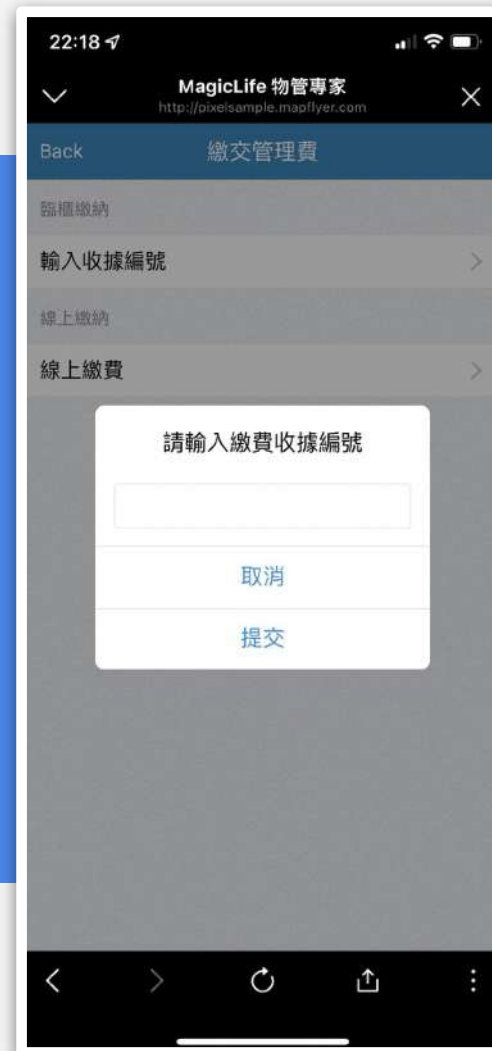 22:18
MagicLife 物管專家
http://pixelsample.mapflyer.com
Back
繳交管理費
臨櫃繳納
輸入收據編號
線上繳納
線上繳費
請輸入繳費收據編號
取消
提交